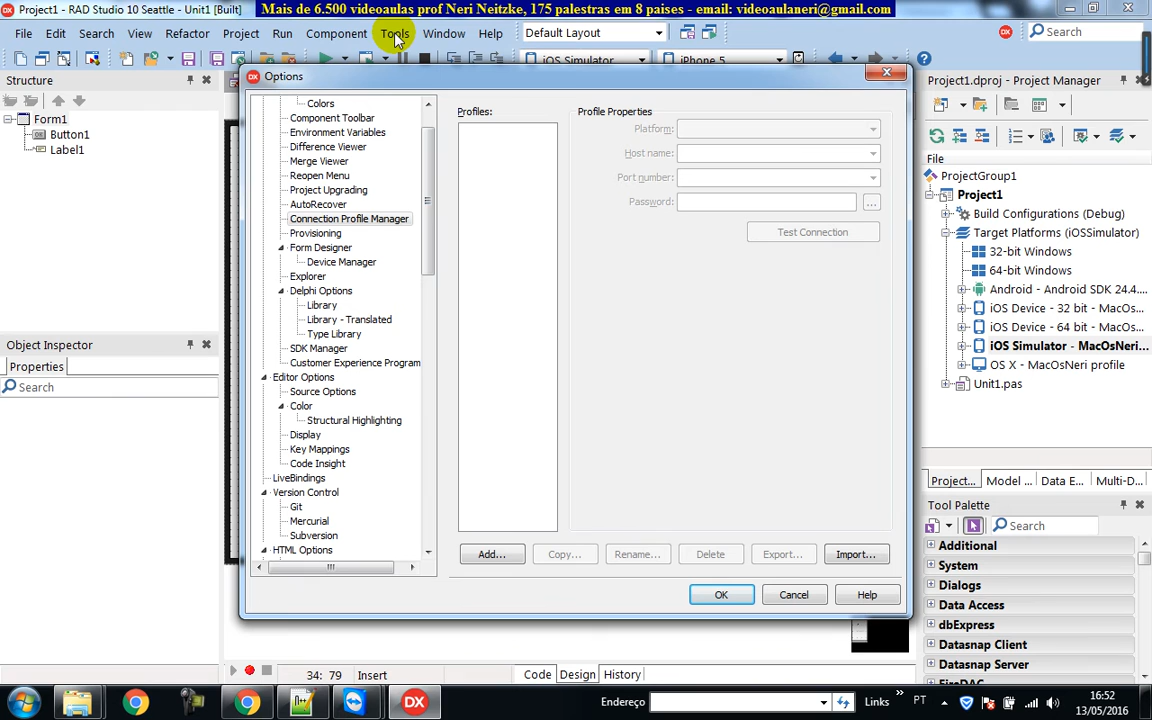 Project1 - RAD Studio 10 Seattle - Unit1 [Built]
Mais de 6.500 videoaulas prof Neri Neitzke, 175 palestras em 8 paises - email: videoaulaneri@gmail.com
File Edit Search View Refactor Project Run Component Tools Window Help
Default Layout
Search
iOS Simulator
iPhone 5
Structure
Form1
Button1
Label1
Object Inspector
Properties
Search
Options
Colors
Component Toolbar
Environment Variables
Difference Viewer
Merge Viewer
Reopen Menu
Project Upgrading
AutoRecover
Connection Profile Manager
Provisioning
Form Designer
Device Manager
Explorer
Delphi Options
Library
Library - Translated
Type Library
SDK Manager
Customer Experience Program
Editor Options
Source Options
Color
Structural Highlighting
Display
Key Mappings
Code Insight
LiveBindings
Version Control
Git
Mercurial
Subversion
HTML Options
Profiles:
Profile Properties
Platform:
Host name:
Port number:
Password:
...
Test Connection
Add... Copy... Rename... Delete Export... Import...
OK Cancel Help
Project1.dproj - Project Manager
File
ProjectGroup1
Project1
Build Configurations (Debug)
Target Platforms (iOSSimulator)
32-bit Windows
64-bit Windows
Android - Android SDK 24.4....
iOS Device - 32 bit - MacOs...
iOS Device - 64 bit - MacOs...
iOS Simulator - MacOsNeri...
OS X - MacOsNeri profile
Unit1.pas
Project... Model ... Data E... Multi-D...
Tool Palette
Search
Additional
System
Dialogs
Data Access
dbExpress
Datasnap Client
Datasnap Server
34: 79 Insert
Code Design History
Endereço
Links
PT
16:52
13/05/2016